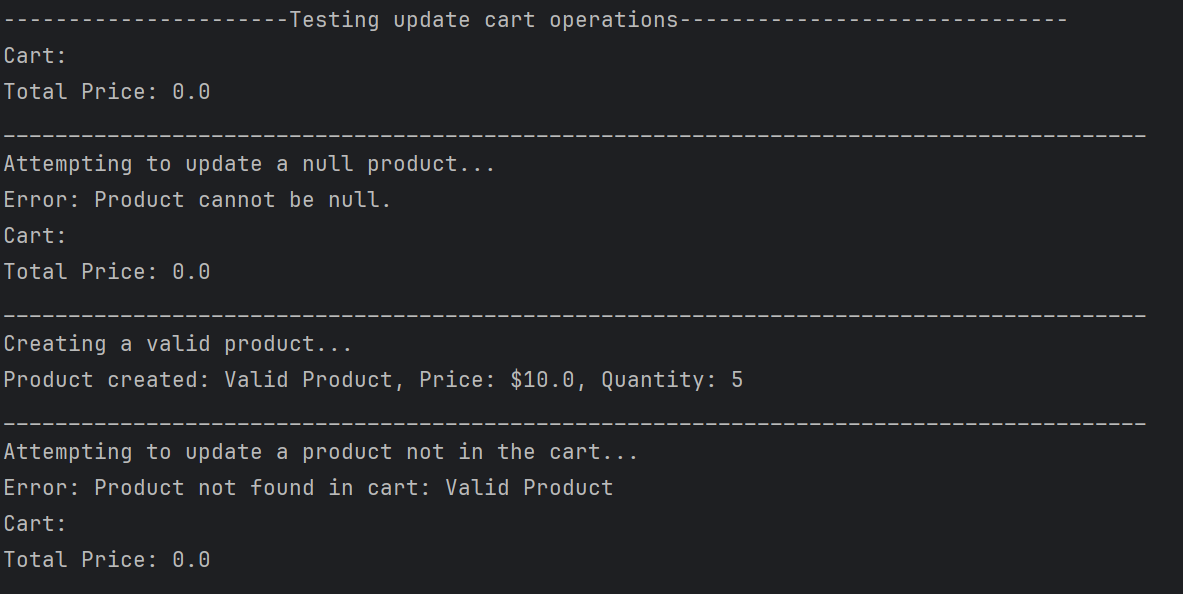 ----------------------Testing update cart operations------------------------------
Cart:
Total Price: 0.0
________________________________________________________________________________________
Attempting to update a null product...
Error: Product cannot be null.
Cart:
Total Price: 0.0
________________________________________________________________________________________
Creating a valid product...
Product created: Valid Product, Price: $10.0, Quantity: 5
________________________________________________________________________________________
Attempting to update a product not in the cart...
Error: Product not found in cart: Valid Product
Cart:
Total Price: 0.0